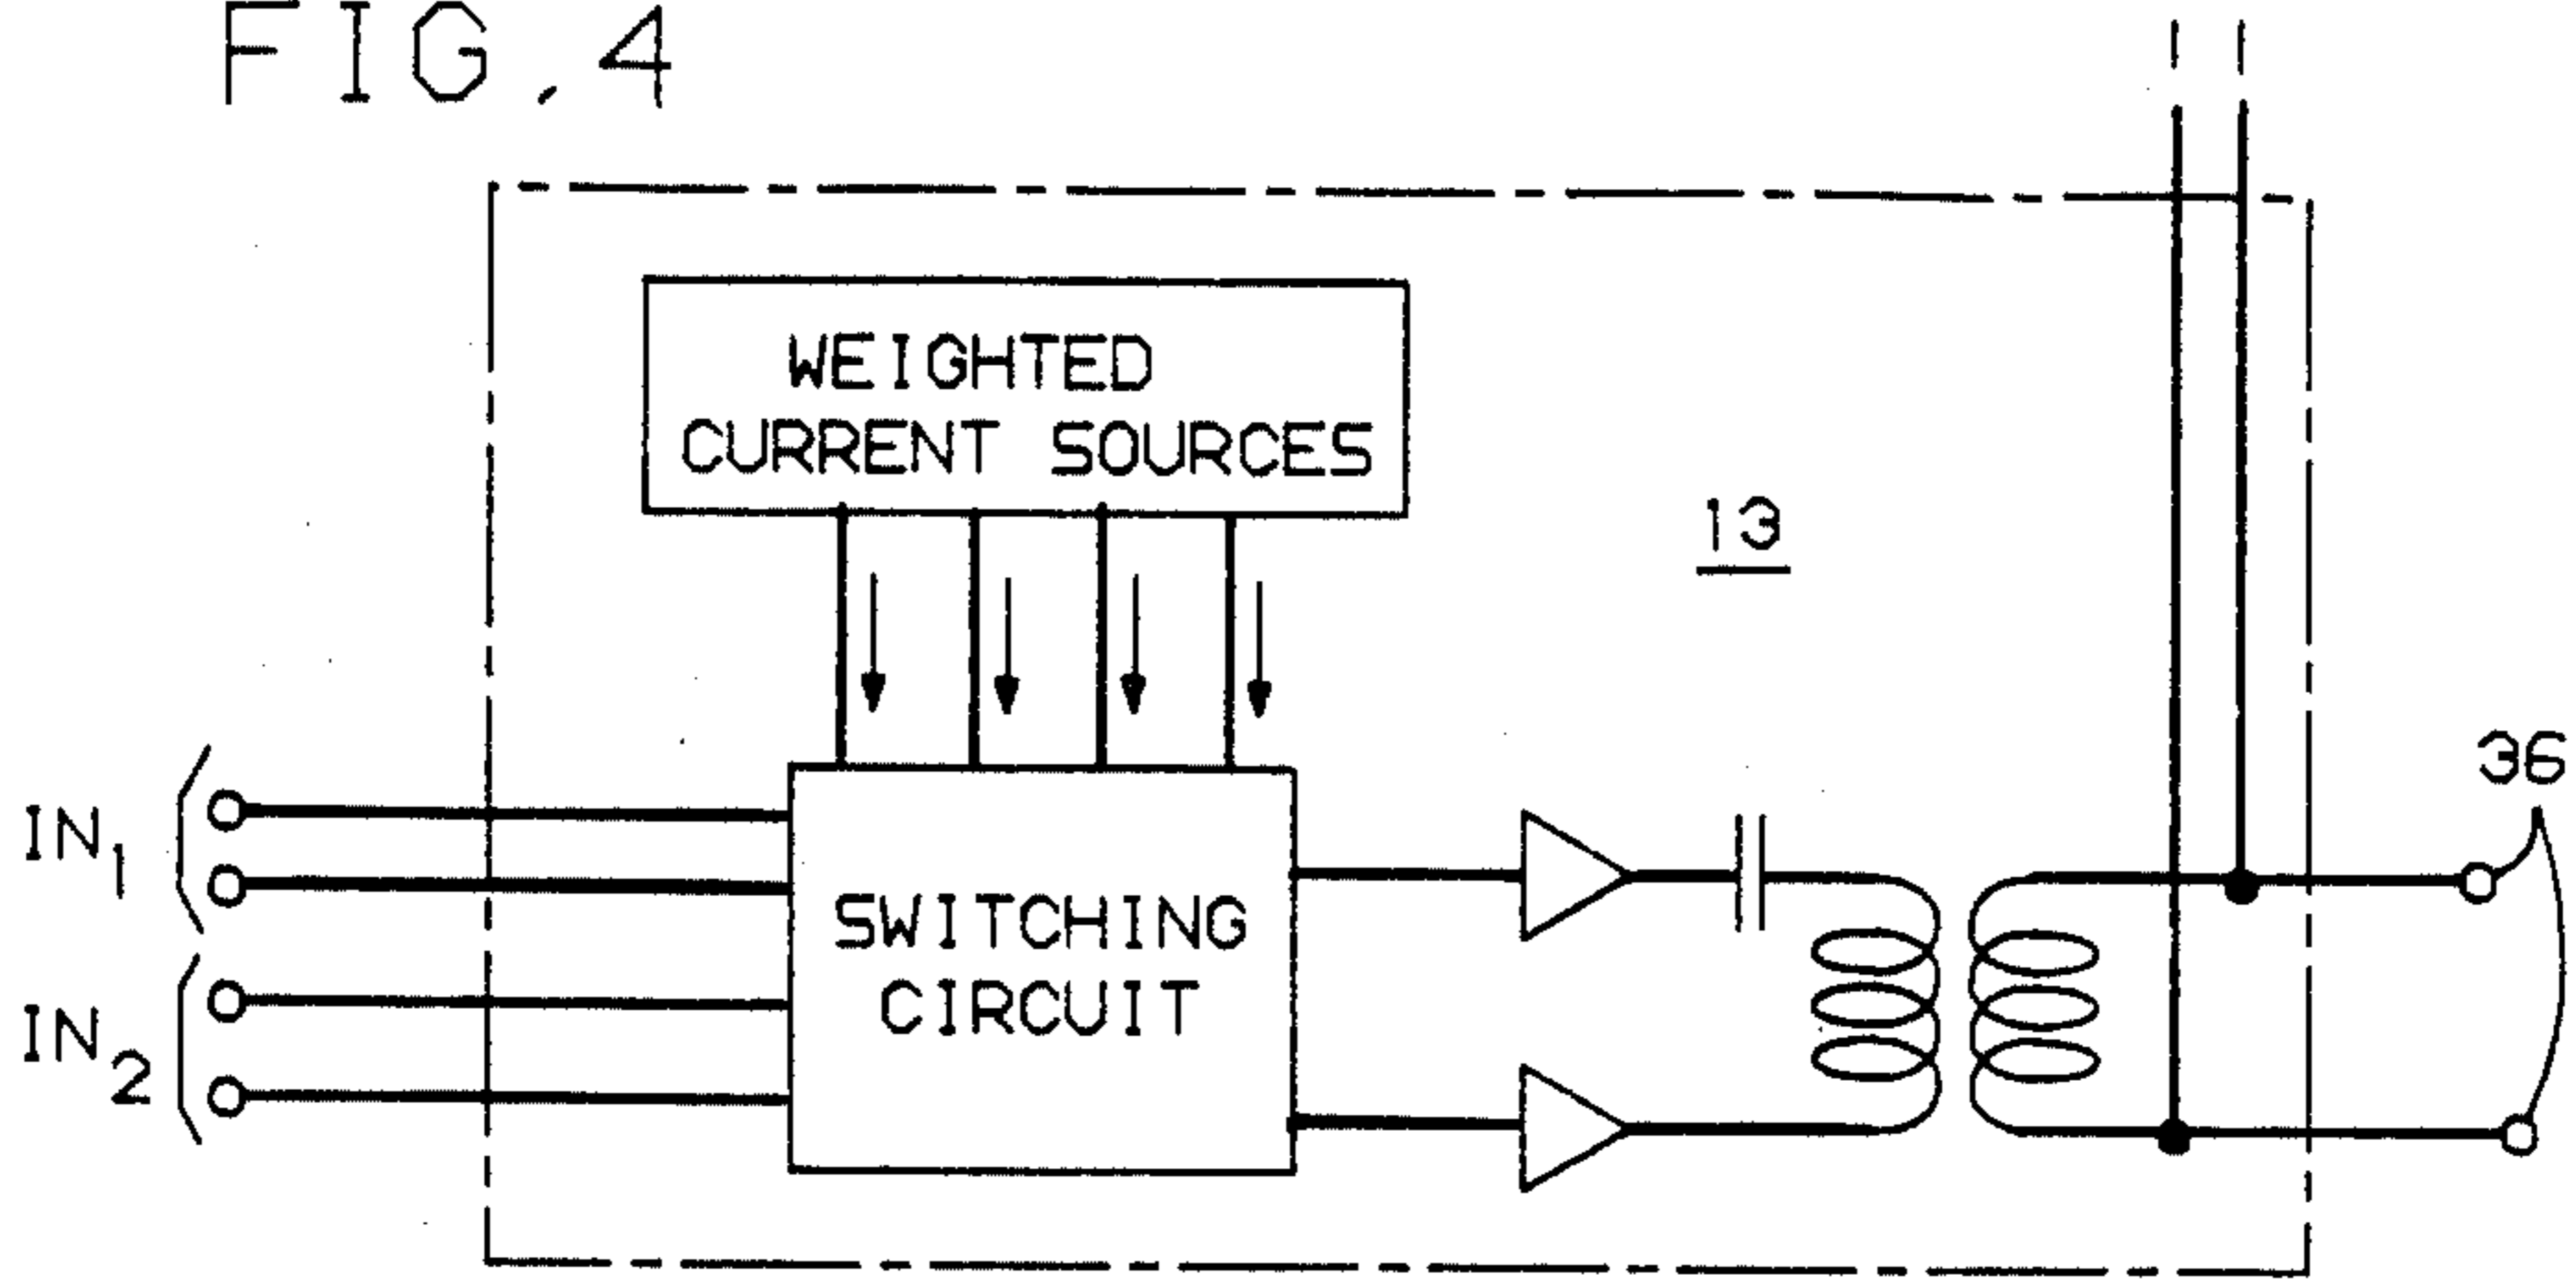 FIG. 4
WEIGHTED
CURRENT SOURCES
13
36
IN1
SWITCHING
CIRCUIT
IN2